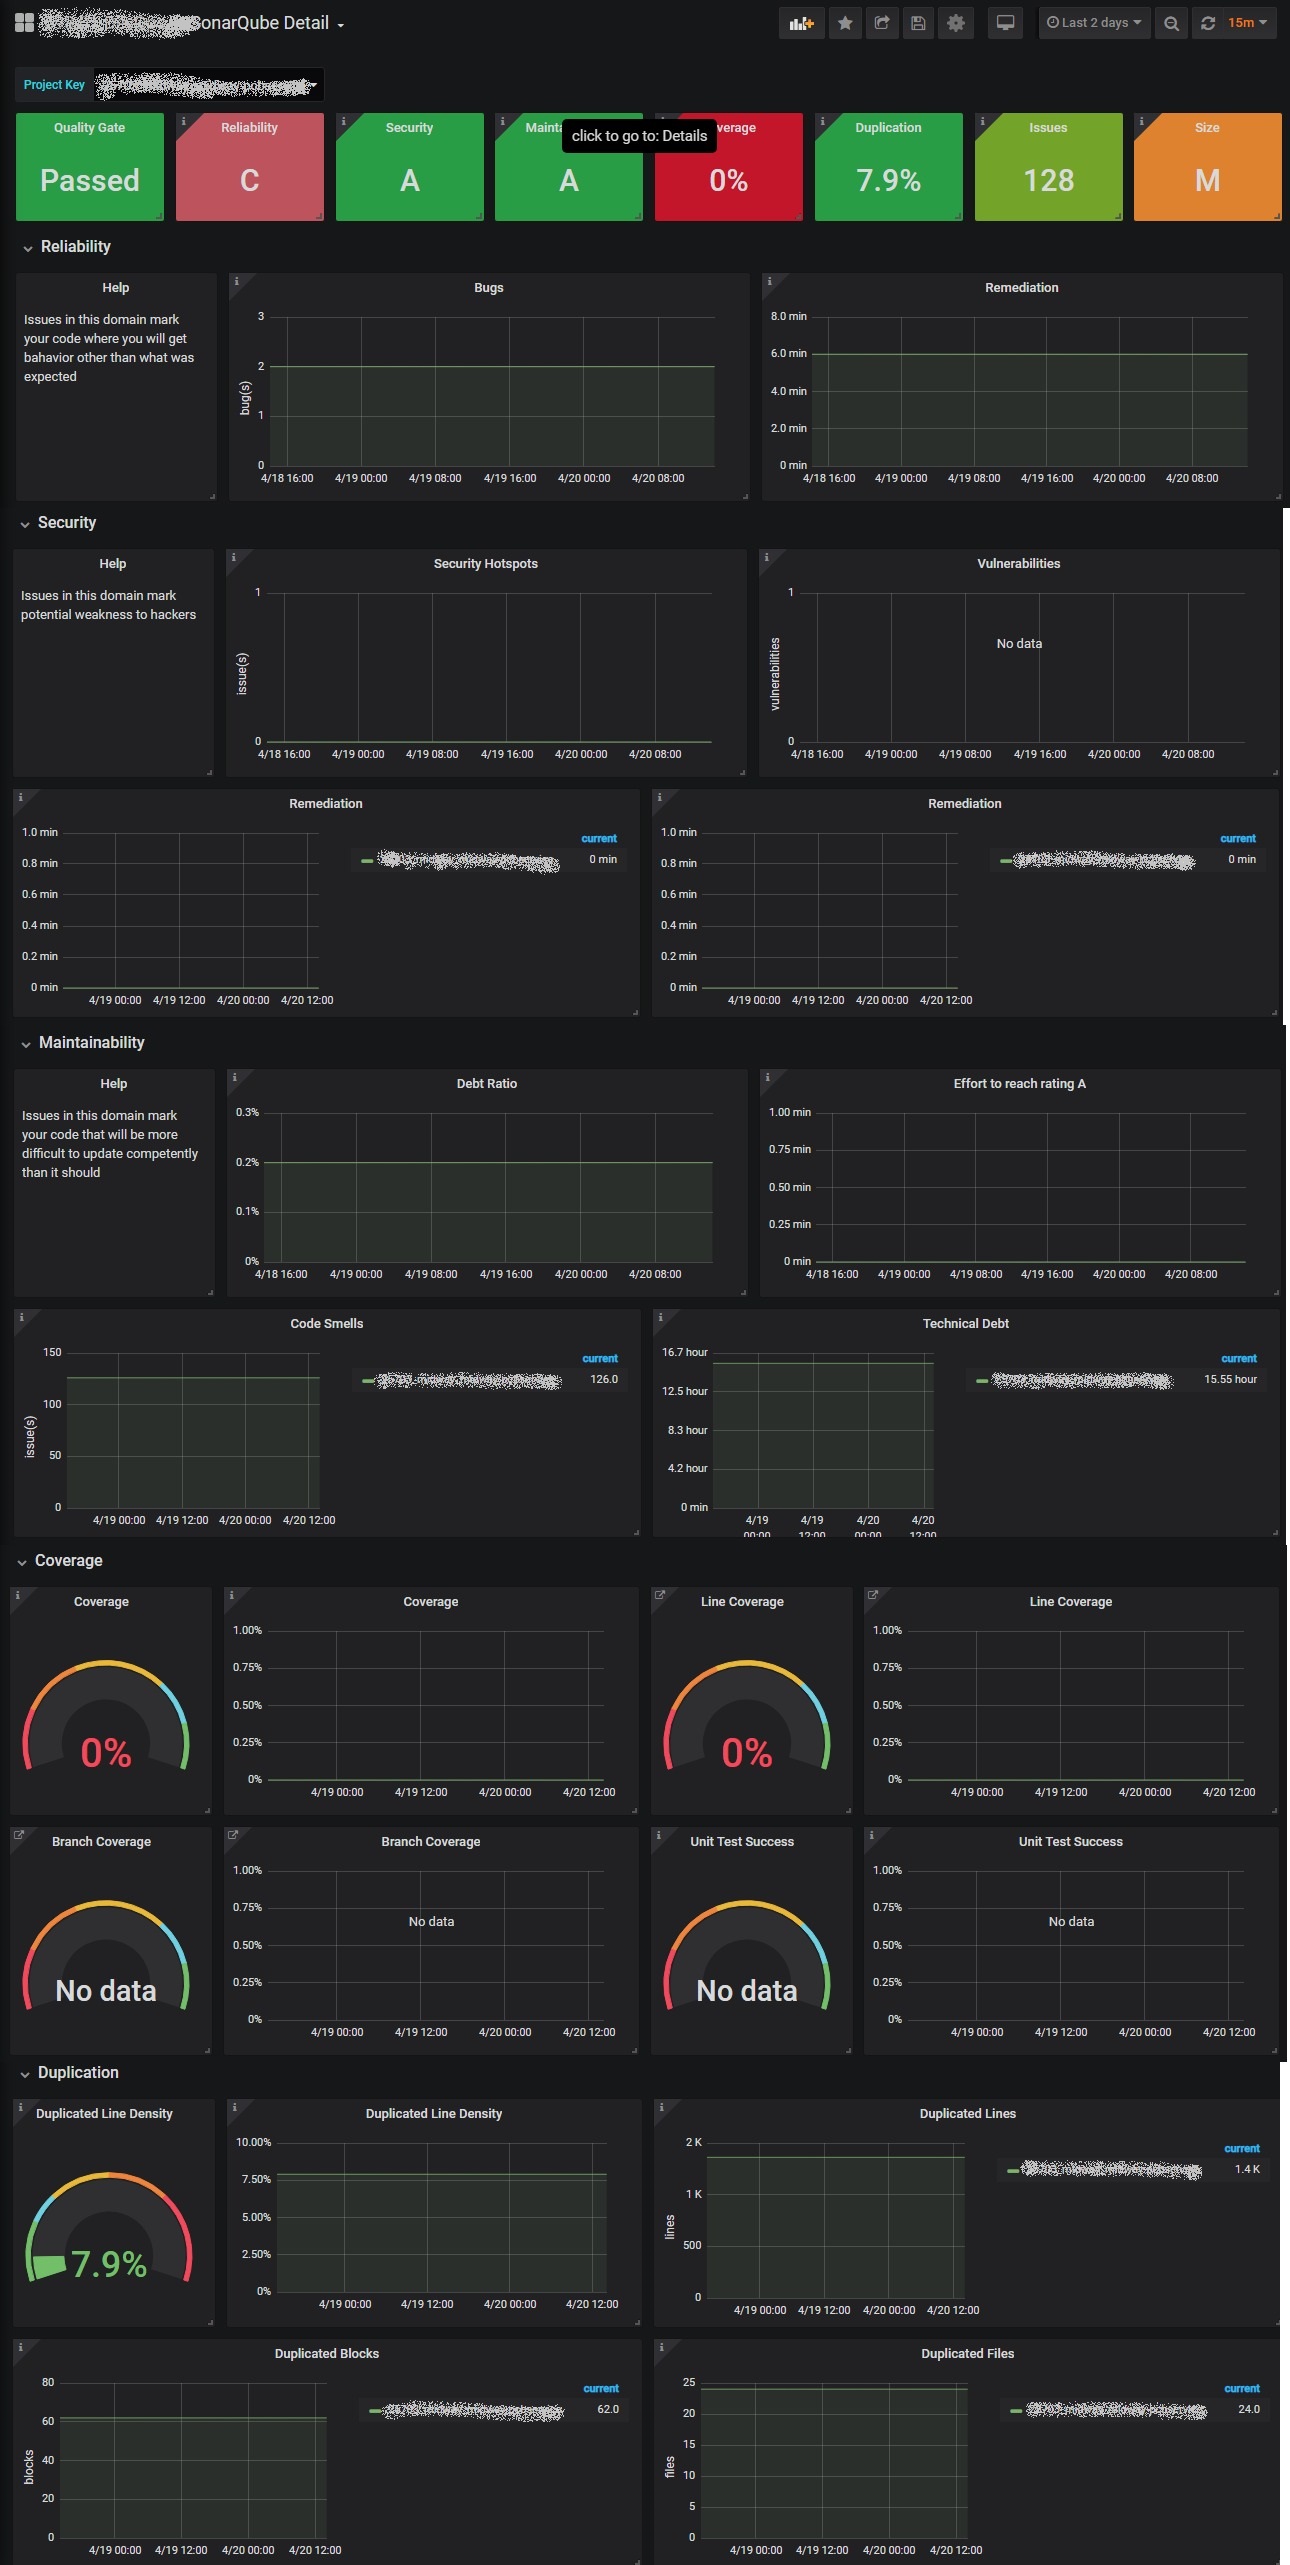 onarQube Detail
Last 2 days
15m
Project Key
Quality Gate
Passed
Reliability
C
Security
A
Mainta
A
click to go to: Details
verage
0%
Duplication
7.9%
Issues
128
Size
M
Reliability
Help
Issues in this domain mark
your code where you will get
bahavior other than what was
expected
Bugs
bug(s)
3
2
1
0
4/18 16:00 4/19 00:00 4/19 08:00 4/19 16:00 4/20 00:00 4/20 08:00
Remediation
8.0 min
6.0 min
4.0 min
2.0 min
0 min
4/18 16:00 4/19 00:00 4/19 08:00 4/19 16:00 4/20 00:00 4/20 08:00
Security
Help
Issues in this domain mark
potential weakness to hackers
Security Hotspots
issue(s)
1
0
4/18 16:00 4/19 00:00 4/19 08:00 4/19 16:00 4/20 00:00 4/20 08:00
Vulnerabilities
vulnerabilities
1
No data
0
4/18 16:00 4/19 00:00 4/19 08:00 4/19 16:00 4/20 00:00 4/20 08:00
Remediation
1.0 min
0.8 min
0.6 min
0.4 min
0.2 min
0 min
4/19 00:00 4/19 12:00 4/20 00:00 4/20 12:00
current
0 min
Remediation
1.0 min
0.8 min
0.6 min
0.4 min
0.2 min
0 min
4/19 00:00 4/19 12:00 4/20 00:00 4/20 12:00
current
0 min
Maintainability
Help
Issues in this domain mark
your code that will be more
difficult to update competently
than it should
Debt Ratio
0.3%
0.2%
0.1%
0%
4/18 16:00 4/19 00:00 4/19 08:00 4/19 16:00 4/20 00:00 4/20 08:00
Effort to reach rating A
1.00 min
0.75 min
0.50 min
0.25 min
0 min
4/18 16:00 4/19 00:00 4/19 08:00 4/19 16:00 4/20 00:00 4/20 08:00
Code Smells
issue(s)
150
100
50
0
4/19 00:00 4/19 12:00 4/20 00:00 4/20 12:00
current
126.0
Technical Debt
16.7 hour
12.5 hour
8.3 hour
4.2 hour
0 min
4/19 4/19 4/20 4/20
00:00 12:00 00:00 12:00
current
15.55 hour
Coverage
Coverage
0%
Coverage
1.00%
0.75%
0.50%
0.25%
0%
4/19 00:00 4/19 12:00 4/20 00:00 4/20 12:00
Line Coverage
0%
Line Coverage
1.00%
0.75%
0.50%
0.25%
0%
4/19 00:00 4/19 12:00 4/20 00:00 4/20 12:00
Branch Coverage
No data
Branch Coverage
1.00%
0.75%
No data
0.50%
0.25%
0%
4/19 00:00 4/19 12:00 4/20 00:00 4/20 12:00
Unit Test Success
No data
Unit Test Success
1.00%
0.75%
No data
0.50%
0.25%
0%
4/19 00:00 4/19 12:00 4/20 00:00 4/20 12:00
Duplication
Duplicated Line Density
7.9%
Duplicated Line Density
10.00%
7.50%
5.00%
2.50%
0%
4/19 00:00 4/19 12:00 4/20 00:00 4/20 12:00
Duplicated Lines
lines
2 K
1 K
500
0
4/19 00:00 4/19 12:00 4/20 00:00 4/20 12:00
current
1.4 K
Duplicated Blocks
blocks
80
60
40
20
0
4/19 00:00 4/19 12:00 4/20 00:00 4/20 12:00
current
62.0
Duplicated Files
files
25
20
15
10
5
0
4/19 00:00 4/19 12:00 4/20 00:00 4/20 12:00
current
24.0